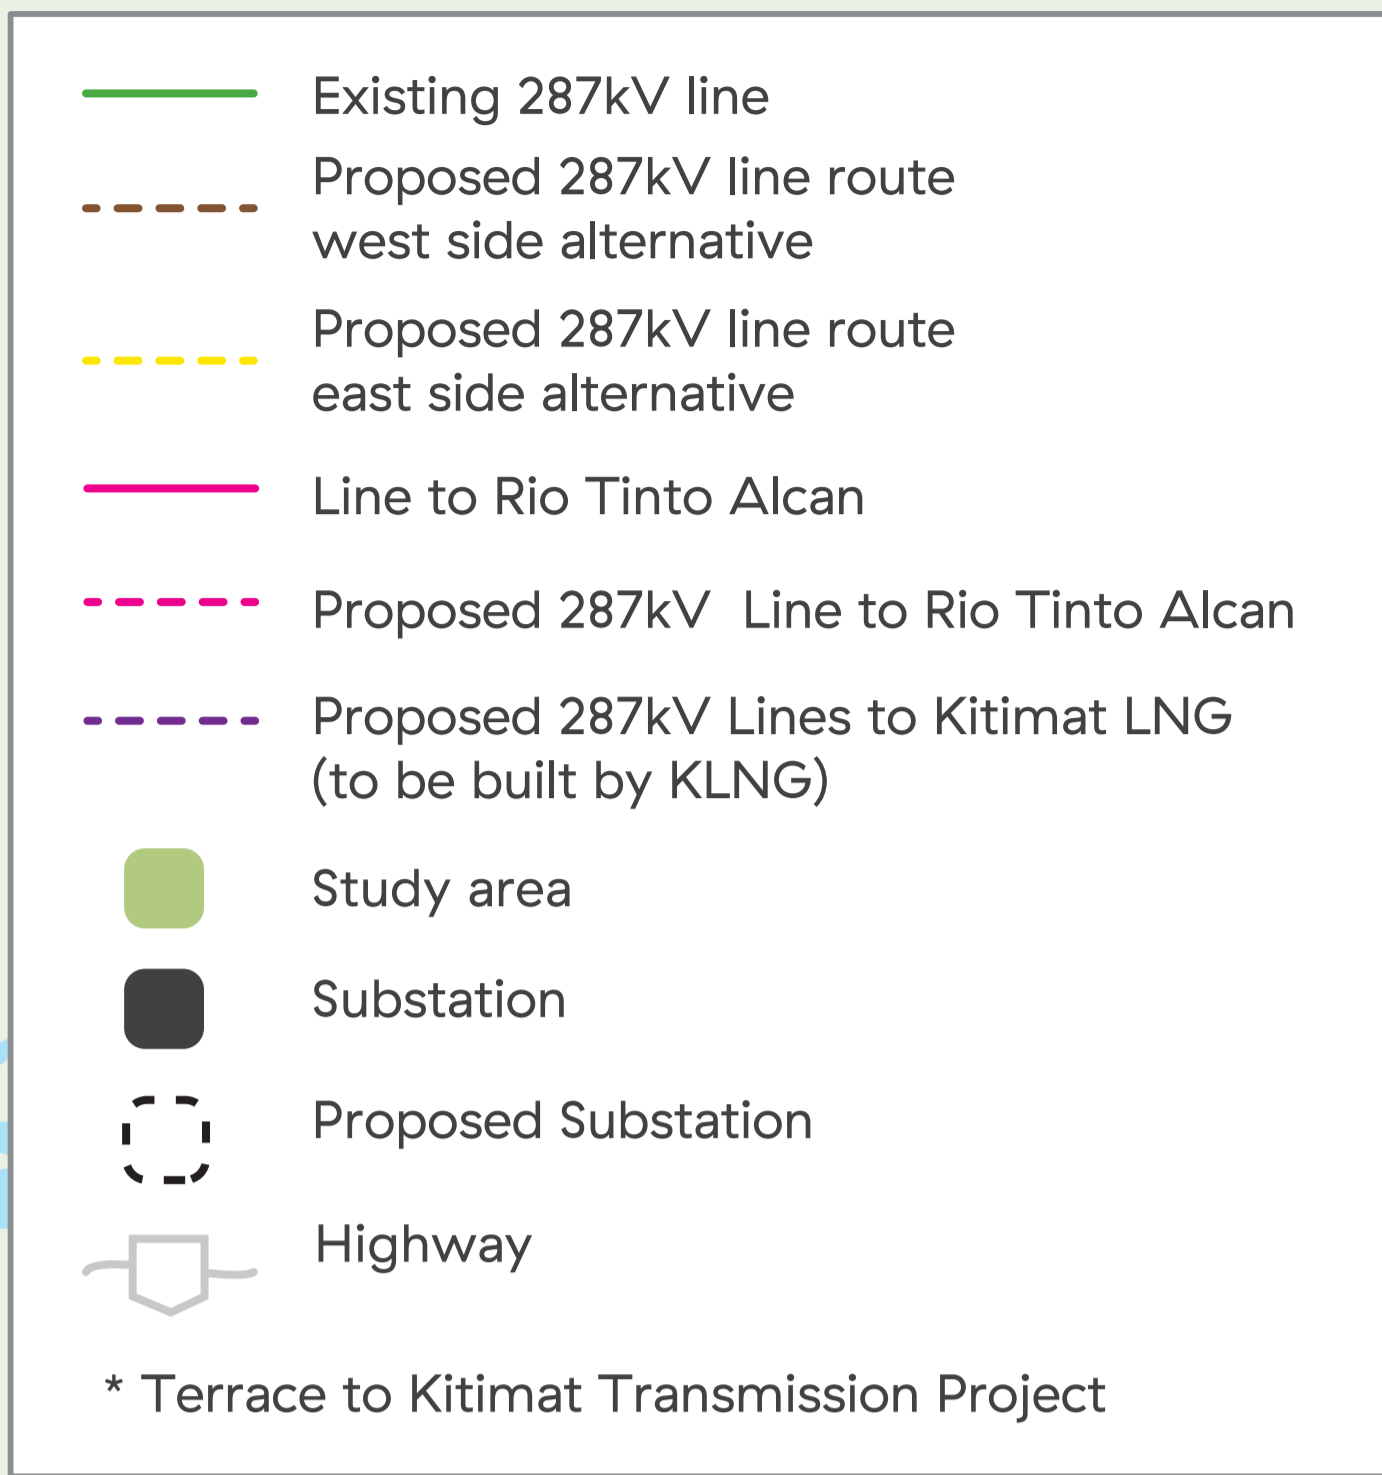 Existing 287kV line
Proposed 287kV line route
west side alternative
Proposed 287kV line route
east side alternative
Line to Rio Tinto Alcan
Proposed 287kV  Line to Rio Tinto Alcan
Proposed 287kV Lines to Kitimat LNG
(to be built by KLNG)
Study area
Substation
Proposed Substation
Highway
* Terrace to Kitimat Transmission Project